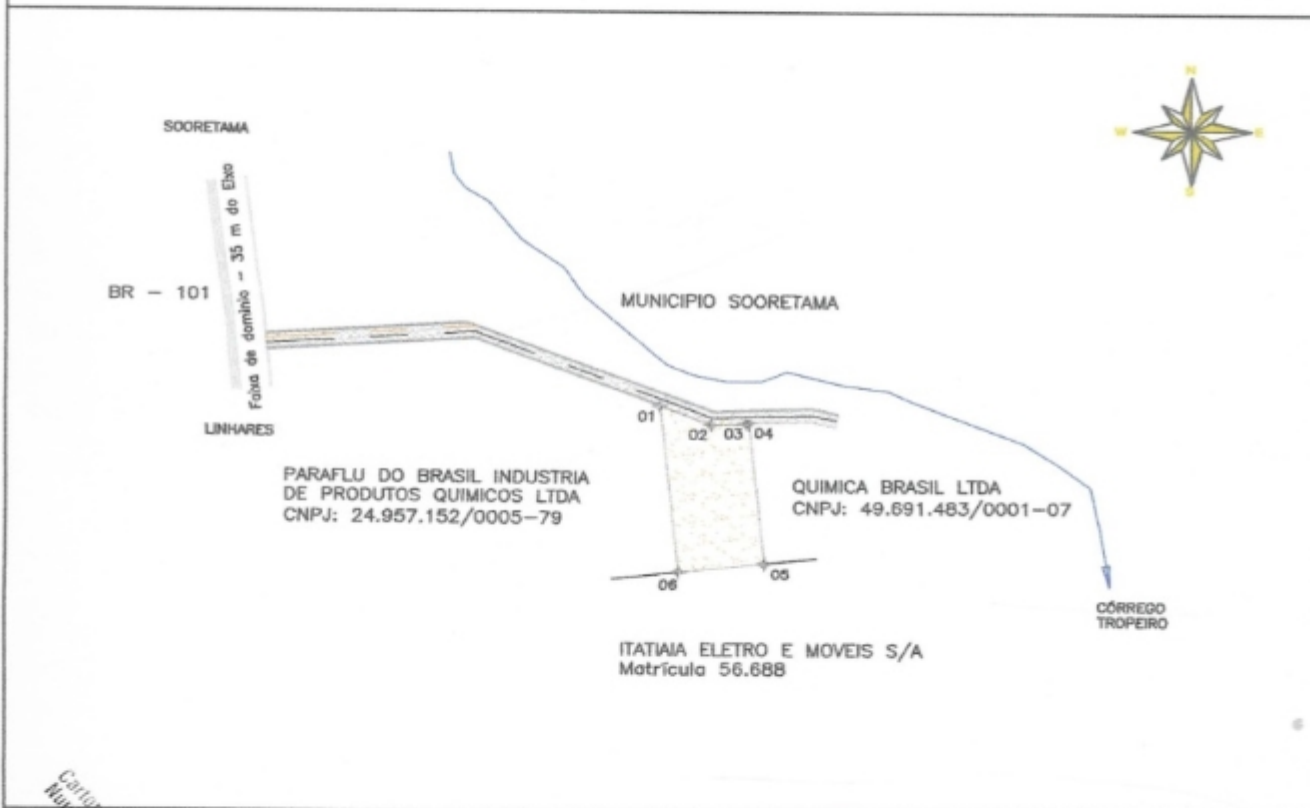 N
W E
S
SOORETAMA
Faixa de domínio - 35 m do Eixo
BR - 101
MUNICIPIO SOORETAMA
LINHARES
01
02 03 04
PARAFLU DO BRASIL INDUSTRIA
DE PRODUTOS QUIMICOS LTDA
CNPJ: 24.957.152/0005-79
QUIMICA BRASIL LTDA
CNPJ: 49.691.483/0001-07
06
05
CÓRREGO
TROPEIRO
ITATIAIA ELETRO E MOVEIS S/A
Matrícula 56.688